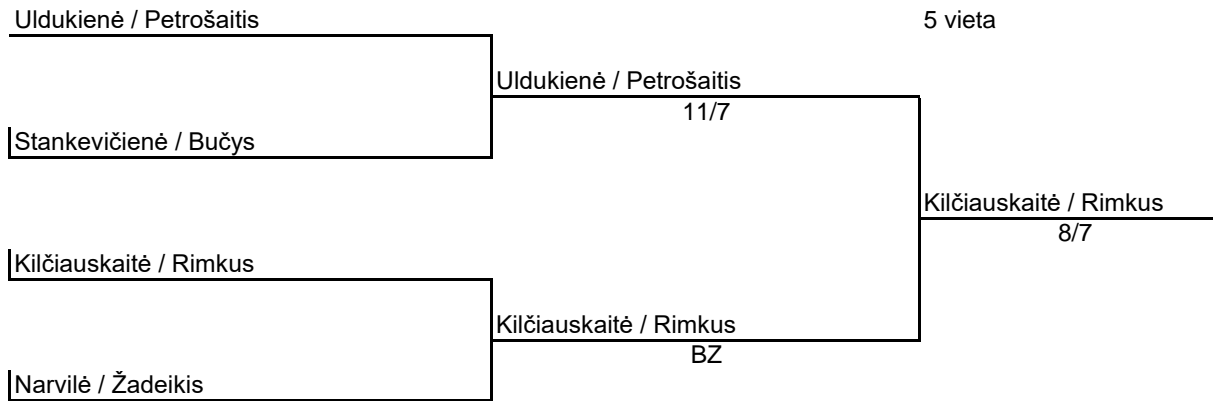 Uldukienė / Petrošaitis
5 vieta
Uldukienė / Petrošaitis
11/7
Stankevičienė / Bučys
Kilčiauskaitė / Rimkus
8/7
Kilčiauskaitė / Rimkus
Kilčiauskaitė / Rimkus
BZ
Narvilė / Žadeikis